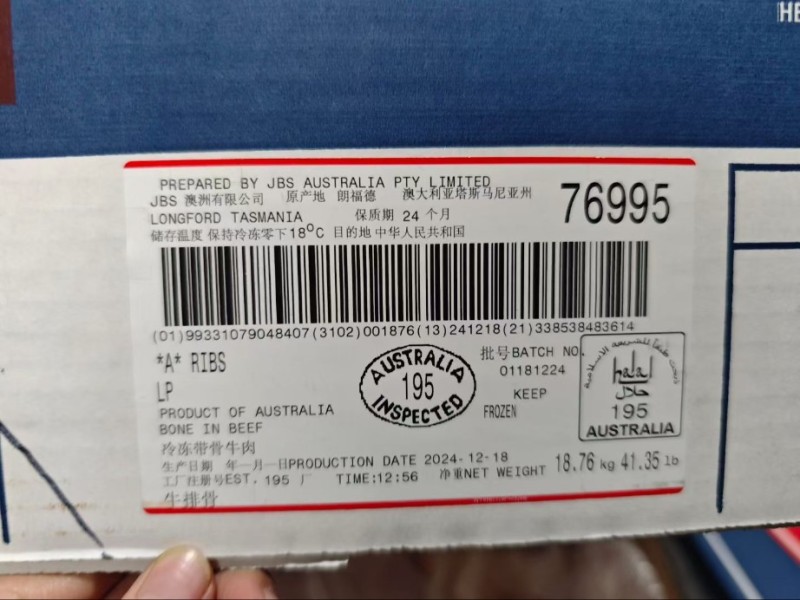 HE
PREPARED BY JBS AUSTRALIA PTY LIMITED
JBS 澳洲有限公司 原产地 朗福德 澳大利亚塔斯马尼亚州
76995
LONGFORD TASMANIA 保质期 24 个月
储存温度 保持冷冻零下18°C 目的地 中华人民共和国
(01)99331079048407(3102)001876(13)241218(21)338538483614
*A* RIBS
LP
PRODUCT OF AUSTRALIA
BONE IN BEEF
冷冻带骨牛肉
AUSTRALIA
195
INSPECTED
批号BATCH NO.
01181224
KEEP
FROZEN
halal
حلال
195
AUSTRALIA
生产日期 年—月—日PRODUCTION DATE 2024-12-18
工厂注册号EST. 195 厂 TIME:12:56 净重NET WEIGHT 18.76 kg 41.35 lb
牛排骨